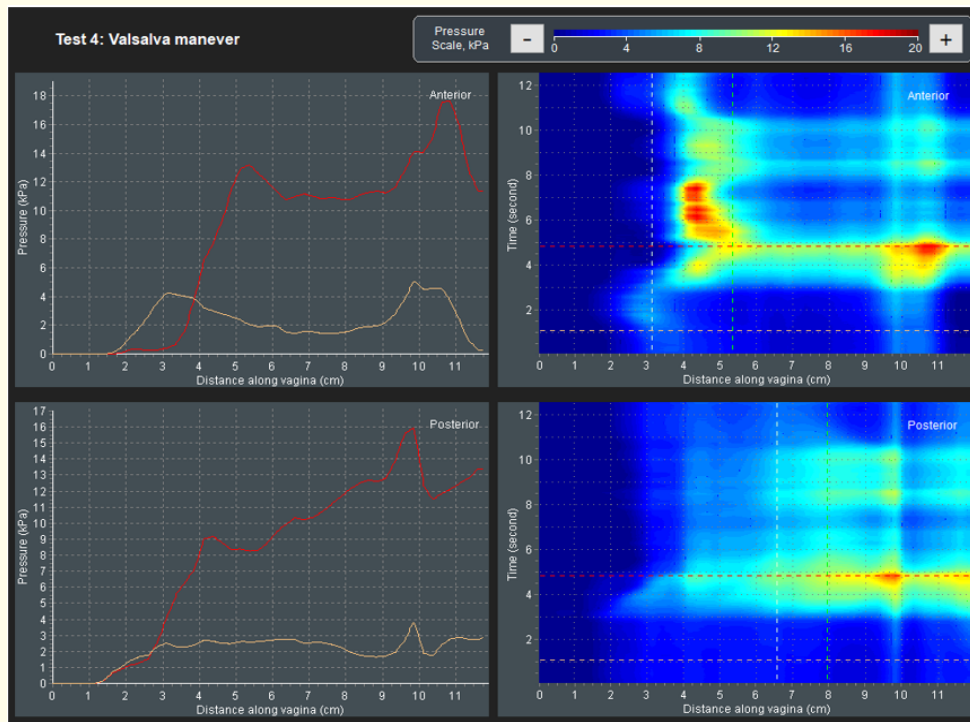 Test 4: Valsalva manever
Pressure
Scale, kPa
-
0 4 8 12 16 20
+
Anterior
18
16
14
12
10
8
6
4
2
0
Pressure (kPa)
0 1 2 3 4 5 6 7 8 9 10 11
Distance along vagina (cm)
Anterior
12
10
8
6
4
2
Time (second)
0 1 2 3 4 5 6 7 8 9 10 11
Distance along vagina (cm)
Posterior
17
16
15
14
13
12
11
10
9
8
7
6
5
4
3
2
1
0
Pressure (kPa)
0 1 2 3 4 5 6 7 8 9 10 11
Distance along vagina (cm)
Posterior
12
10
8
6
4
2
Time (second)
0 1 2 3 4 5 6 7 8 9 10 11
Distance along vagina (cm)